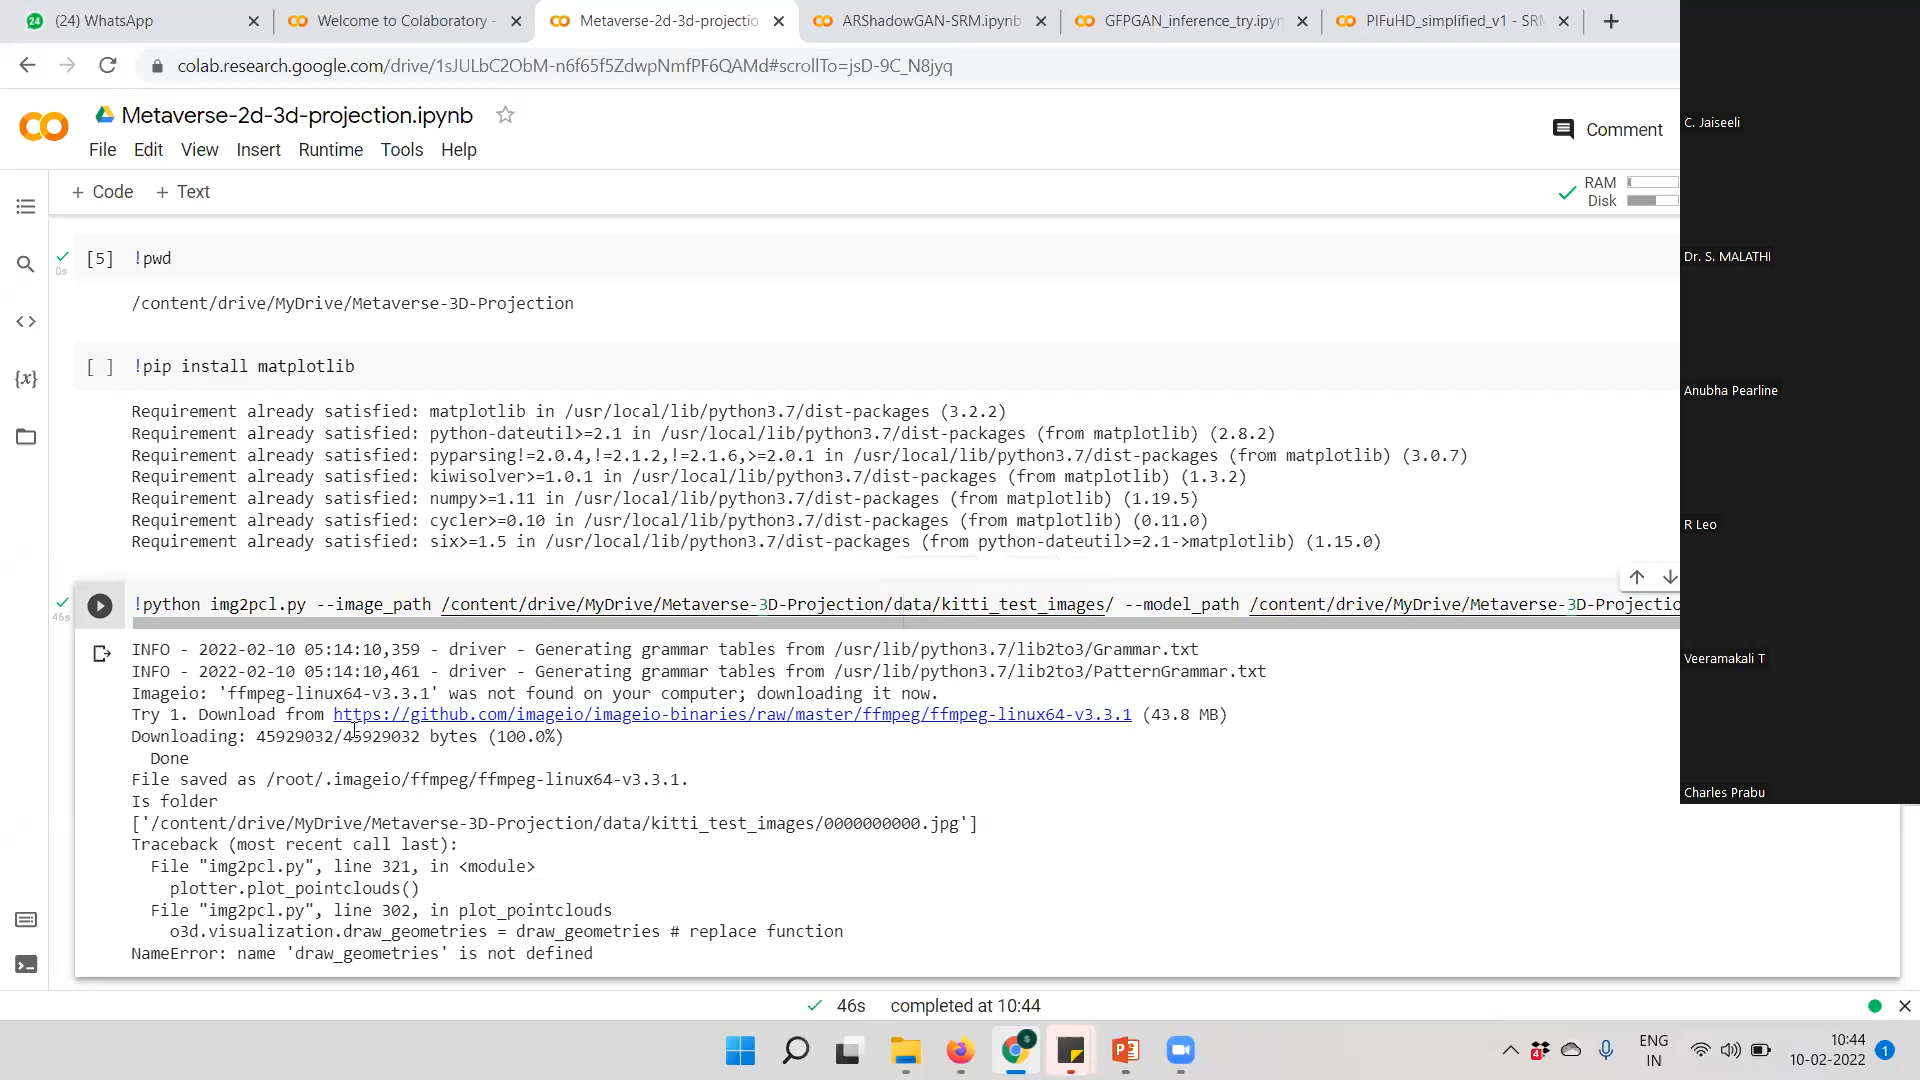 (24) WhatsApp
Welcome to Colaboratory -
Metaverse-2d-3d-projectio
ARShadowGAN-SRM.ipynb
GFPGAN_inference_try.ipyn
PIFuHD_simplified_v1 - SRM
colab.research.google.com/drive/1sJULbC2ObM-n6f65f5ZdwpNmfPF6QAMd#scrollTo=jsD-9C_N8jyq
Metaverse-2d-3d-projection.ipynb
Comment
File Edit View Insert Runtime Tools Help
+ Code + Text
RAM
Disk
C. Jaiseeli
Dr. S. MALATHI
Anubha Pearline
R Leo
Veeramakali T
Charles Prabu
0s
[5] !pwd
/content/drive/MyDrive/Metaverse-3D-Projection
[ ] !pip install matplotlib
Requirement already satisfied: matplotlib in /usr/local/lib/python3.7/dist-packages (3.2.2)
Requirement already satisfied: python-dateutil>=2.1 in /usr/local/lib/python3.7/dist-packages (from matplotlib) (2.8.2)
Requirement already satisfied: pyparsing!=2.0.4,!=2.1.2,!=2.1.6,>=2.0.1 in /usr/local/lib/python3.7/dist-packages (from matplotlib) (3.0.7)
Requirement already satisfied: kiwisolver>=1.0.1 in /usr/local/lib/python3.7/dist-packages (from matplotlib) (1.3.2)
Requirement already satisfied: numpy>=1.11 in /usr/local/lib/python3.7/dist-packages (from matplotlib) (1.19.5)
Requirement already satisfied: cycler>=0.10 in /usr/local/lib/python3.7/dist-packages (from matplotlib) (0.11.0)
Requirement already satisfied: six>=1.5 in /usr/local/lib/python3.7/dist-packages (from python-dateutil>=2.1->matplotlib) (1.15.0)
46s
!python img2pcl.py --image_path /content/drive/MyDrive/Metaverse-3D-Projection/data/kitti_test_images/ --model_path /content/drive/MyDrive/Metaverse-3D-Projectio
INFO - 2022-02-10 05:14:10,359 - driver - Generating grammar tables from /usr/lib/python3.7/lib2to3/Grammar.txt
INFO - 2022-02-10 05:14:10,461 - driver - Generating grammar tables from /usr/lib/python3.7/lib2to3/PatternGrammar.txt
Imageio: 'ffmpeg-linux64-v3.3.1' was not found on your computer; downloading it now.
Try 1. Download from https://github.com/imageio/imageio-binaries/raw/master/ffmpeg/ffmpeg-linux64-v3.3.1 (43.8 MB)
Downloading: 45929032/45929032 bytes (100.0%)
Done
File saved as /root/.imageio/ffmpeg/ffmpeg-linux64-v3.3.1.
Is folder
['/content/drive/MyDrive/Metaverse-3D-Projection/data/kitti_test_images/0000000000.jpg']
Traceback (most recent call last):
File "img2pcl.py", line 321, in <module>
plotter.plot_pointclouds()
File "img2pcl.py", line 302, in plot_pointclouds
o3d.visualization.draw_geometries = draw_geometries # replace function
NameError: name 'draw_geometries' is not defined
46s completed at 10:44
ENG
IN
10:44
10-02-2022
1